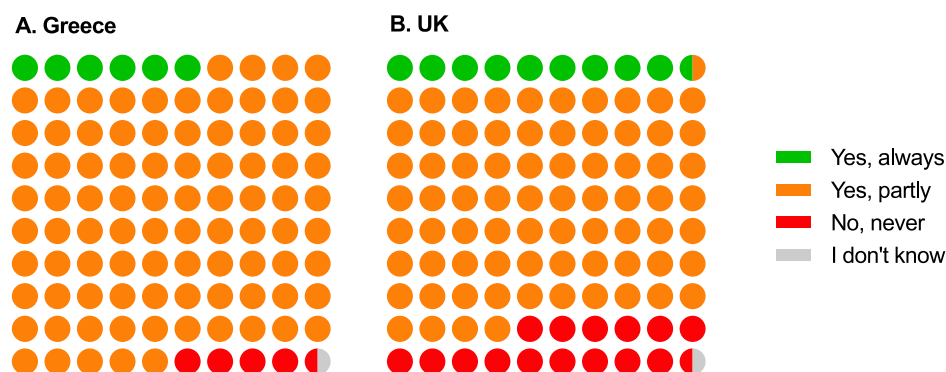 A. Greece
B. UK
Yes, always
Yes, partly
No, never
I don't know